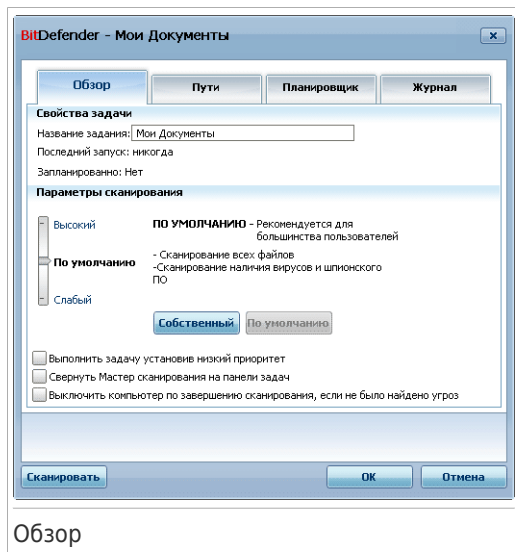 BitDefender - Мои Документы
Обзор
Пути
Планировщик
Журнал
Свойства задачи
Название задания: Мои Документы
Последний запуск: никогда
Запланированно: Нет
Параметры сканирования
Высокий
По умолчанию
Слабый
ПО УМОЛЧАНИЮ - Рекомендуется для
большинства пользователей
- Сканирование всех файлов
-Сканирование наличия вирусов и шпионского
ПО
Собственный
По умолчанию
Выполнить задачу установив низкий приоритет
Свернуть Мастер сканирования на панели задач
Выключить компьютер по завершению сканирования, если не было найдено угроз
Сканировать
OK
Отмена
Обзор